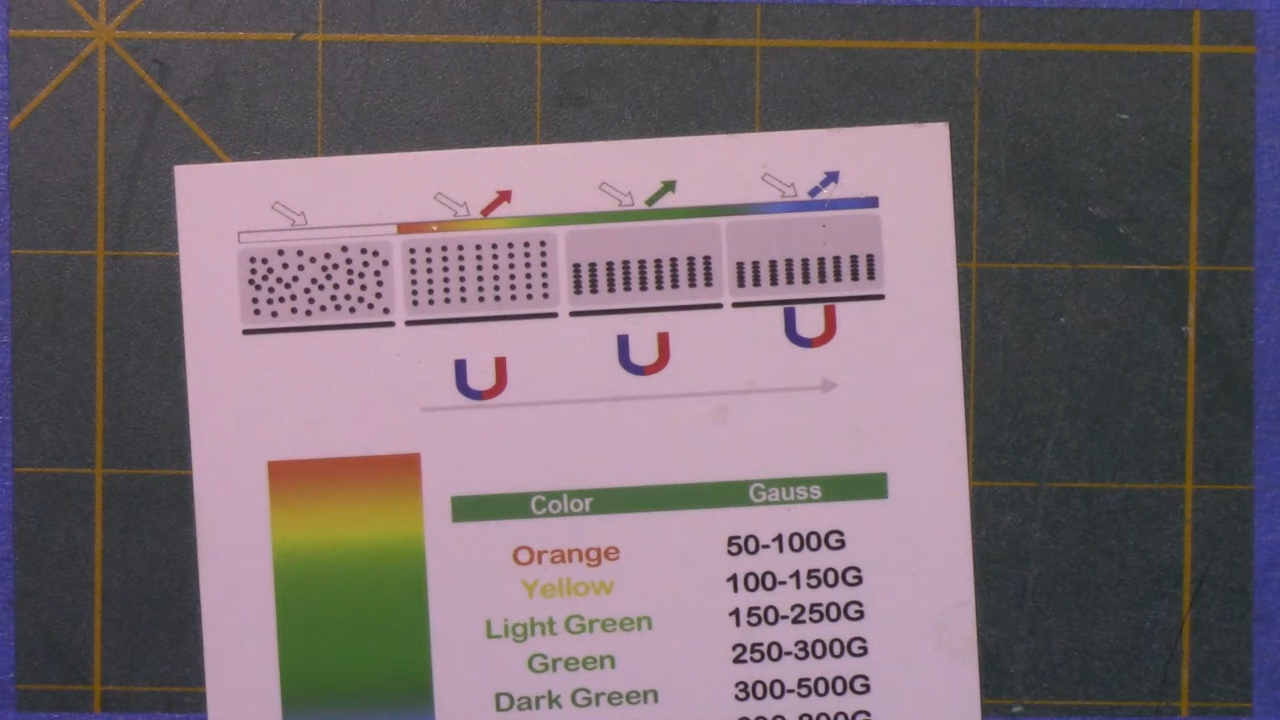 Color Gauss
Orange 50-100G
Yellow 100-150G
Light Green 150-250G
Green 250-300G
Dark Green 300-500G